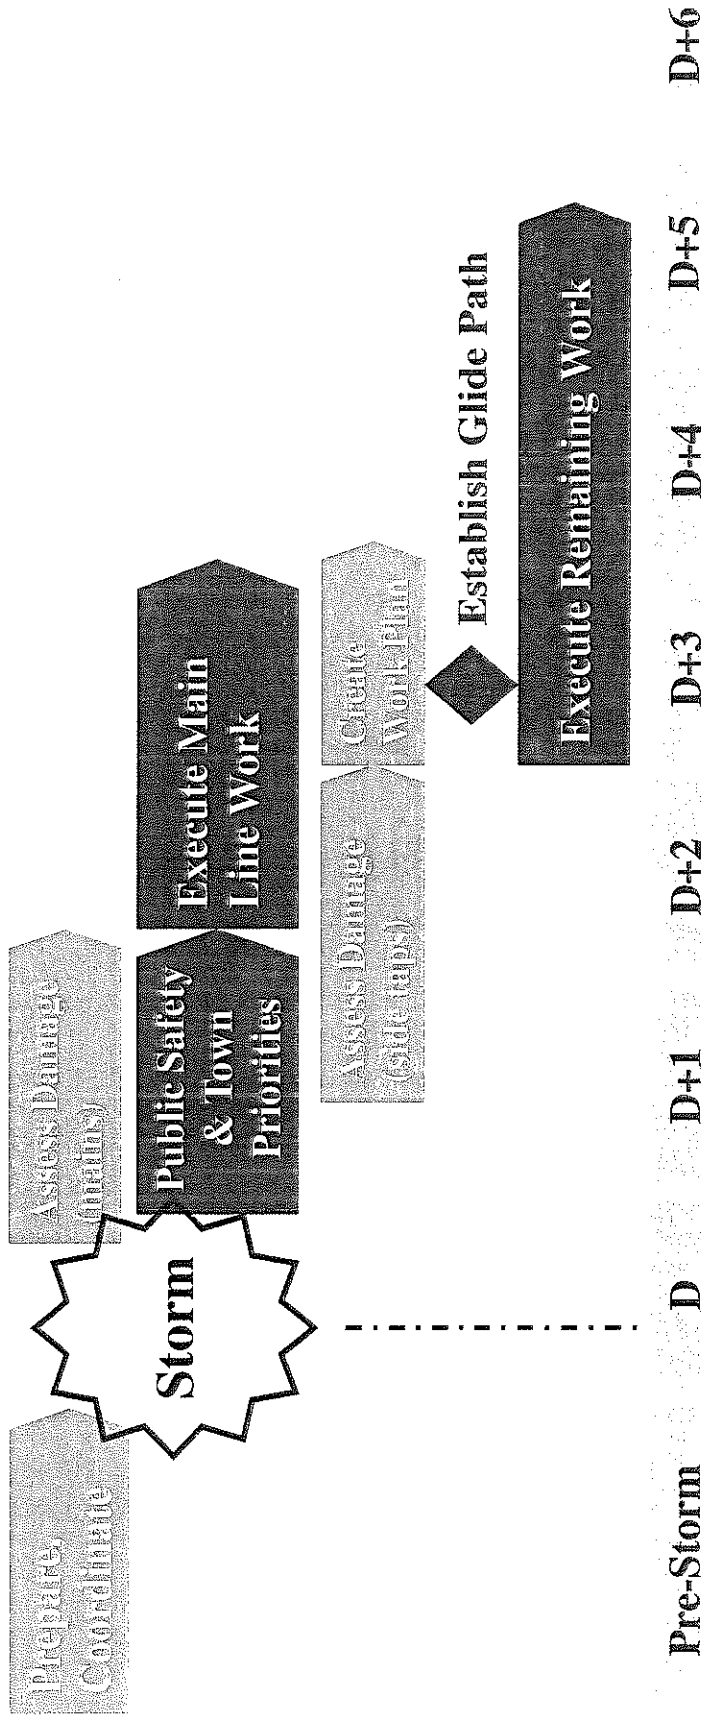 Prepare,
Coordinate
Storm
Assess Damage
(mains)
Public Safety
& Town
Priorities
Execute Main
Line Work
Assess Damage
(side taps)
Create
Work Plan
Establish Glide Path
Execute Remaining Work
Pre-Storm D D+1 D+2 D+3 D+4 D+5 D+6